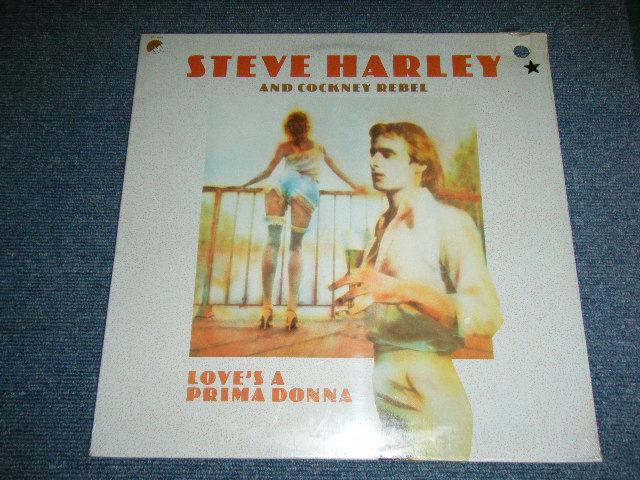 STEVE HARLEY
AND COCKNEY REBEL
LOVE'S A
PRIMA DONNA